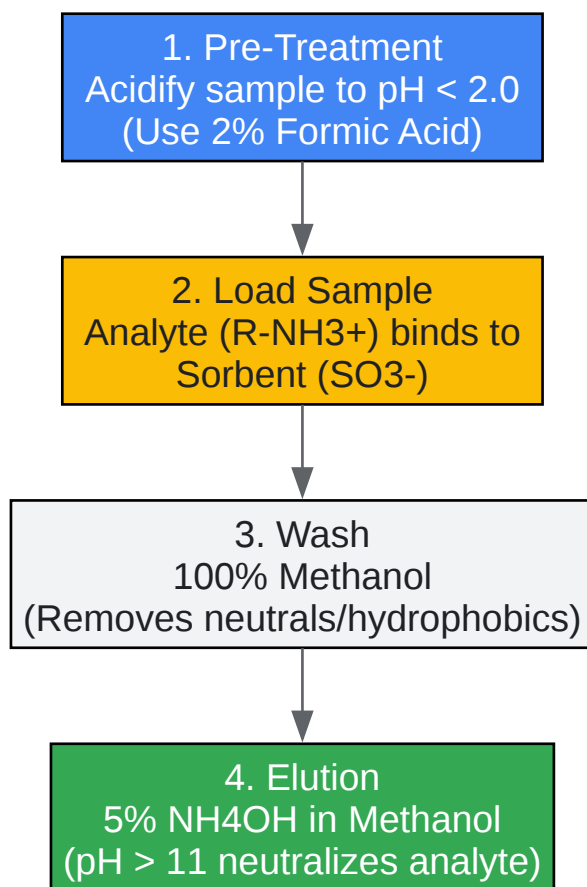 1. Pre-Treatment
Acidify sample to pH < 2.0
(Use 2% Formic Acid)
2. Load Sample
Analyte (R-NH3+) binds to
Sorbent (SO3-)
3. Wash
100% Methanol
(Removes neutrals/hydrophobics)
4. Elution
5% NH4OH in Methanol
(pH > 11 neutralizes analyte)